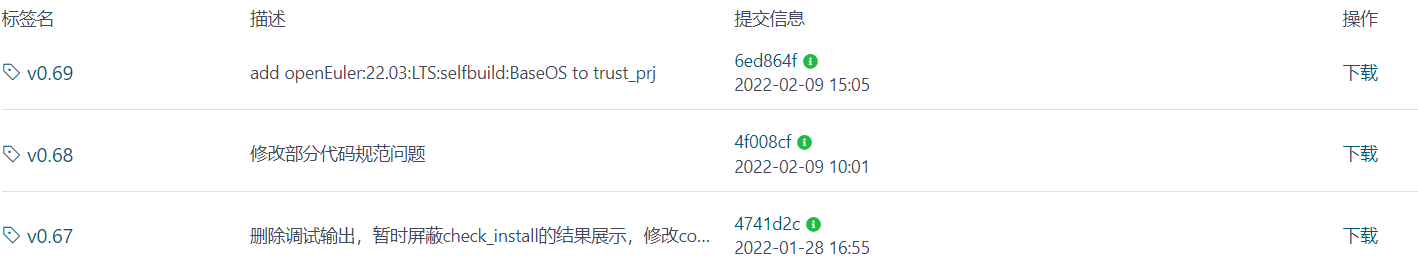 标签名 描述 提交信息 操作
v0.69 add openEuler:22.03:LTS:selfbuild:BaseOS to trust_prj 6ed864f 下载
2022-02-09 15:05
v0.68 修改部分代码规范问题 4f008cf 下载
2022-02-09 10:01
v0.67 删除调试输出，暂时屏蔽check_install的结果展示，修改co... 4741d2c 下载
2022-01-28 16:55